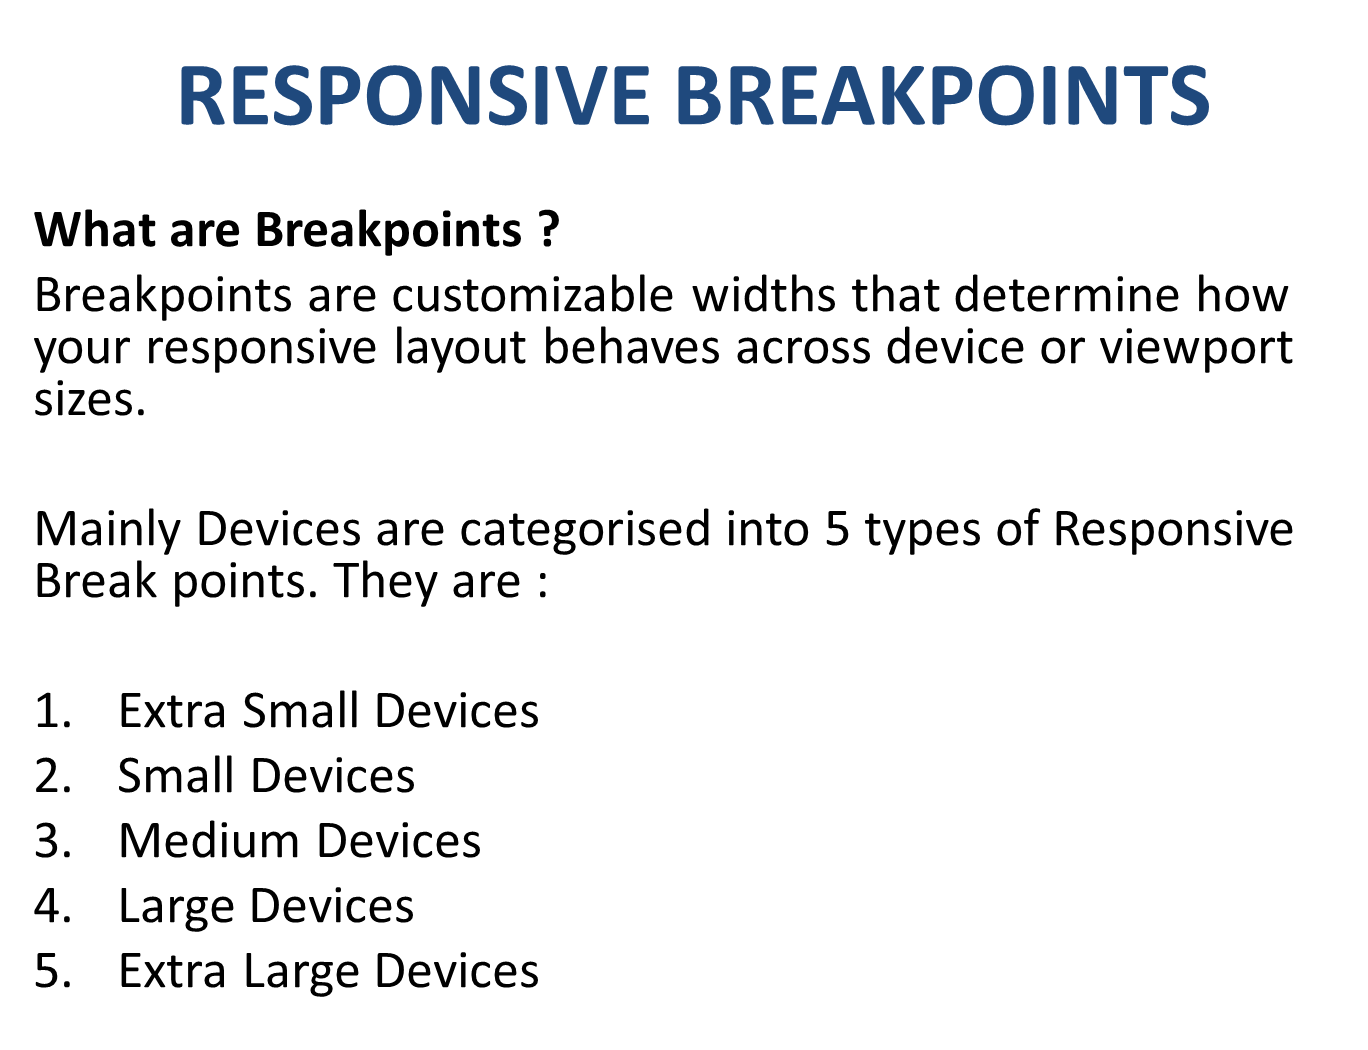 RESPONSIVE BREAKPOINTS
What are Breakpoints ?
Breakpoints are customizable widths that determine how
your responsive layout behaves across device or viewport
sizes.
Mainly Devices are categorised into 5 types of Responsive
Break points. They are :
1. Extra Small Devices
2. Small Devices
3. Medium Devices
4. Large Devices
5. Extra Large Devices